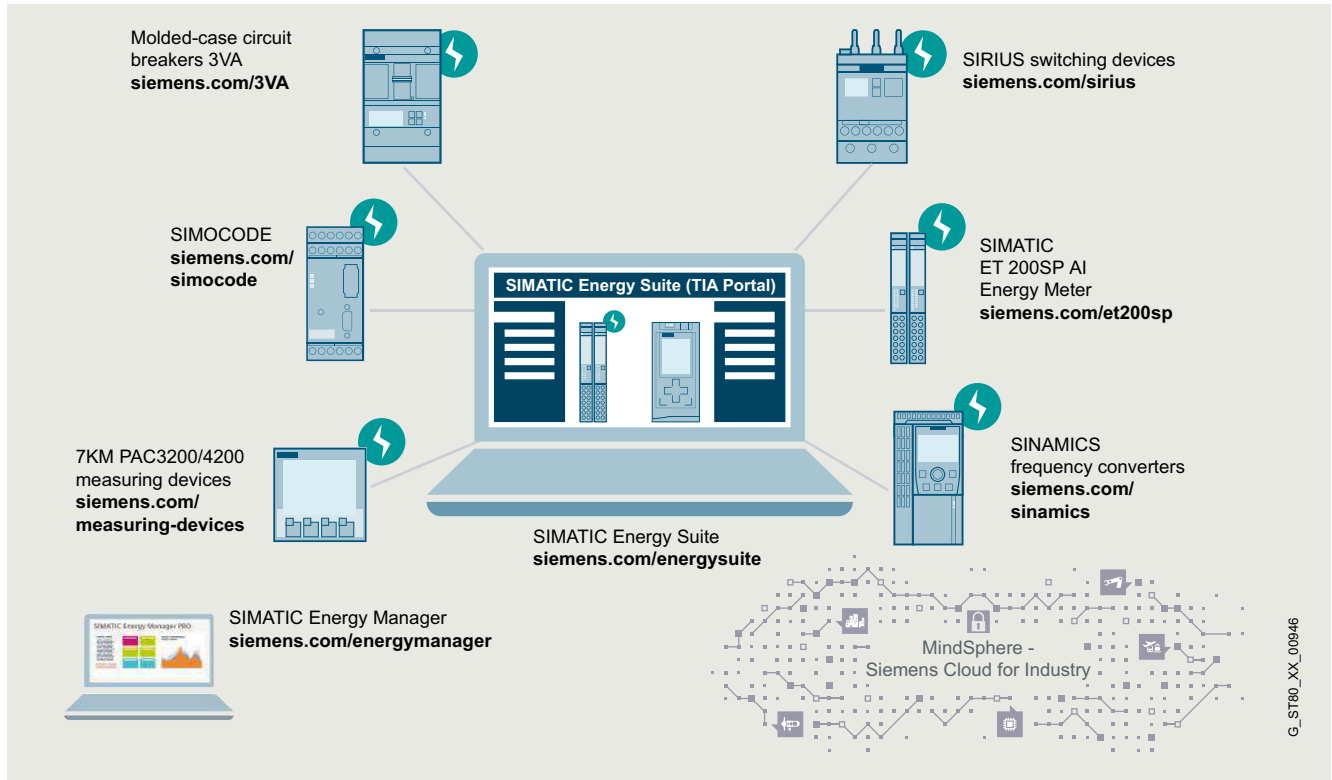 Molded-case circuit
breakers 3VA
siemens.com/3VA
SIRIUS switching devices
siemens.com/sirius
SIMOCODE
siemens.com/
simocode
SIMATIC Energy Suite (TIA Portal)
SIMATIC
ET 200SP AI
Energy Meter
siemens.com/et200sp
7KM PAC3200/4200
measuring devices
siemens.com/
measuring-devices
SINAMICS
frequency converters
siemens.com/
sinamics
SIMATIC Energy Suite
siemens.com/energysuite
SIMATIC Energy Manager PRO
SIMATIC Energy Manager
siemens.com/energymanager
MindSphere -
Siemens Cloud for Industry
G_ST80_XX_00946